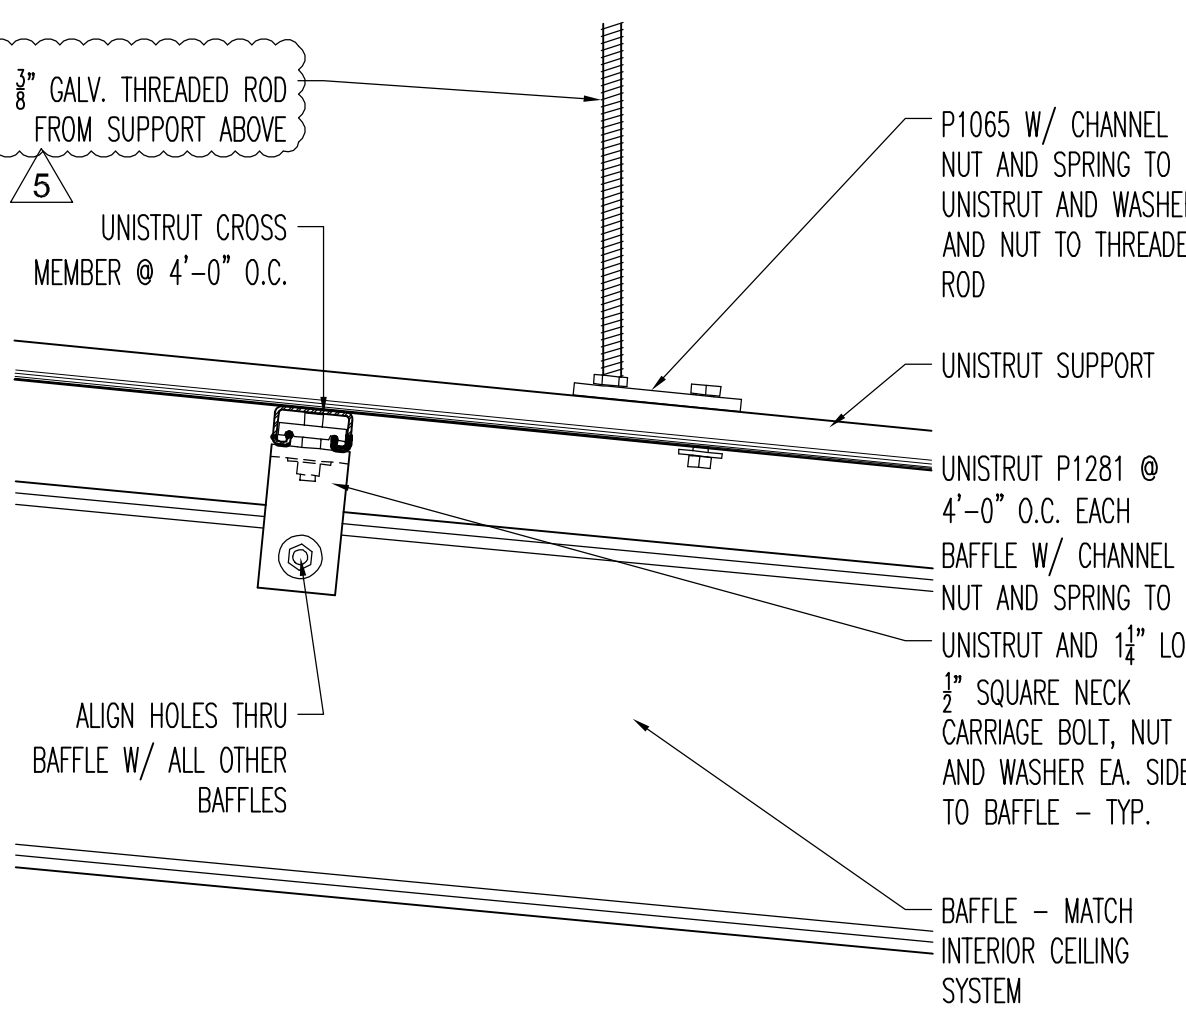 3/8" GALV. THREADED ROD
FROM SUPPORT ABOVE
5
UNISTRUT CROSS
MEMBER @ 4'-0" O.C.
ALIGN HOLES THRU
BAFFLE W/ ALL OTHER
BAFFLES
P1065 W/ CHANNEL
NUT AND SPRING TO
UNISTRUT AND WASHER
AND NUT TO THREADE
ROD
UNISTRUT SUPPORT
UNISTRUT P1281 @
4'-0" O.C. EACH
BAFFLE W/ CHANNEL
NUT AND SPRING TO
UNISTRUT AND 1 1/4" LO
1/2" SQUARE NECK
CARRIAGE BOLT, NUT
AND WASHER EA. SIDE
TO BAFFLE - TYP.
BAFFLE - MATCH
INTERIOR CEILING
SYSTEM